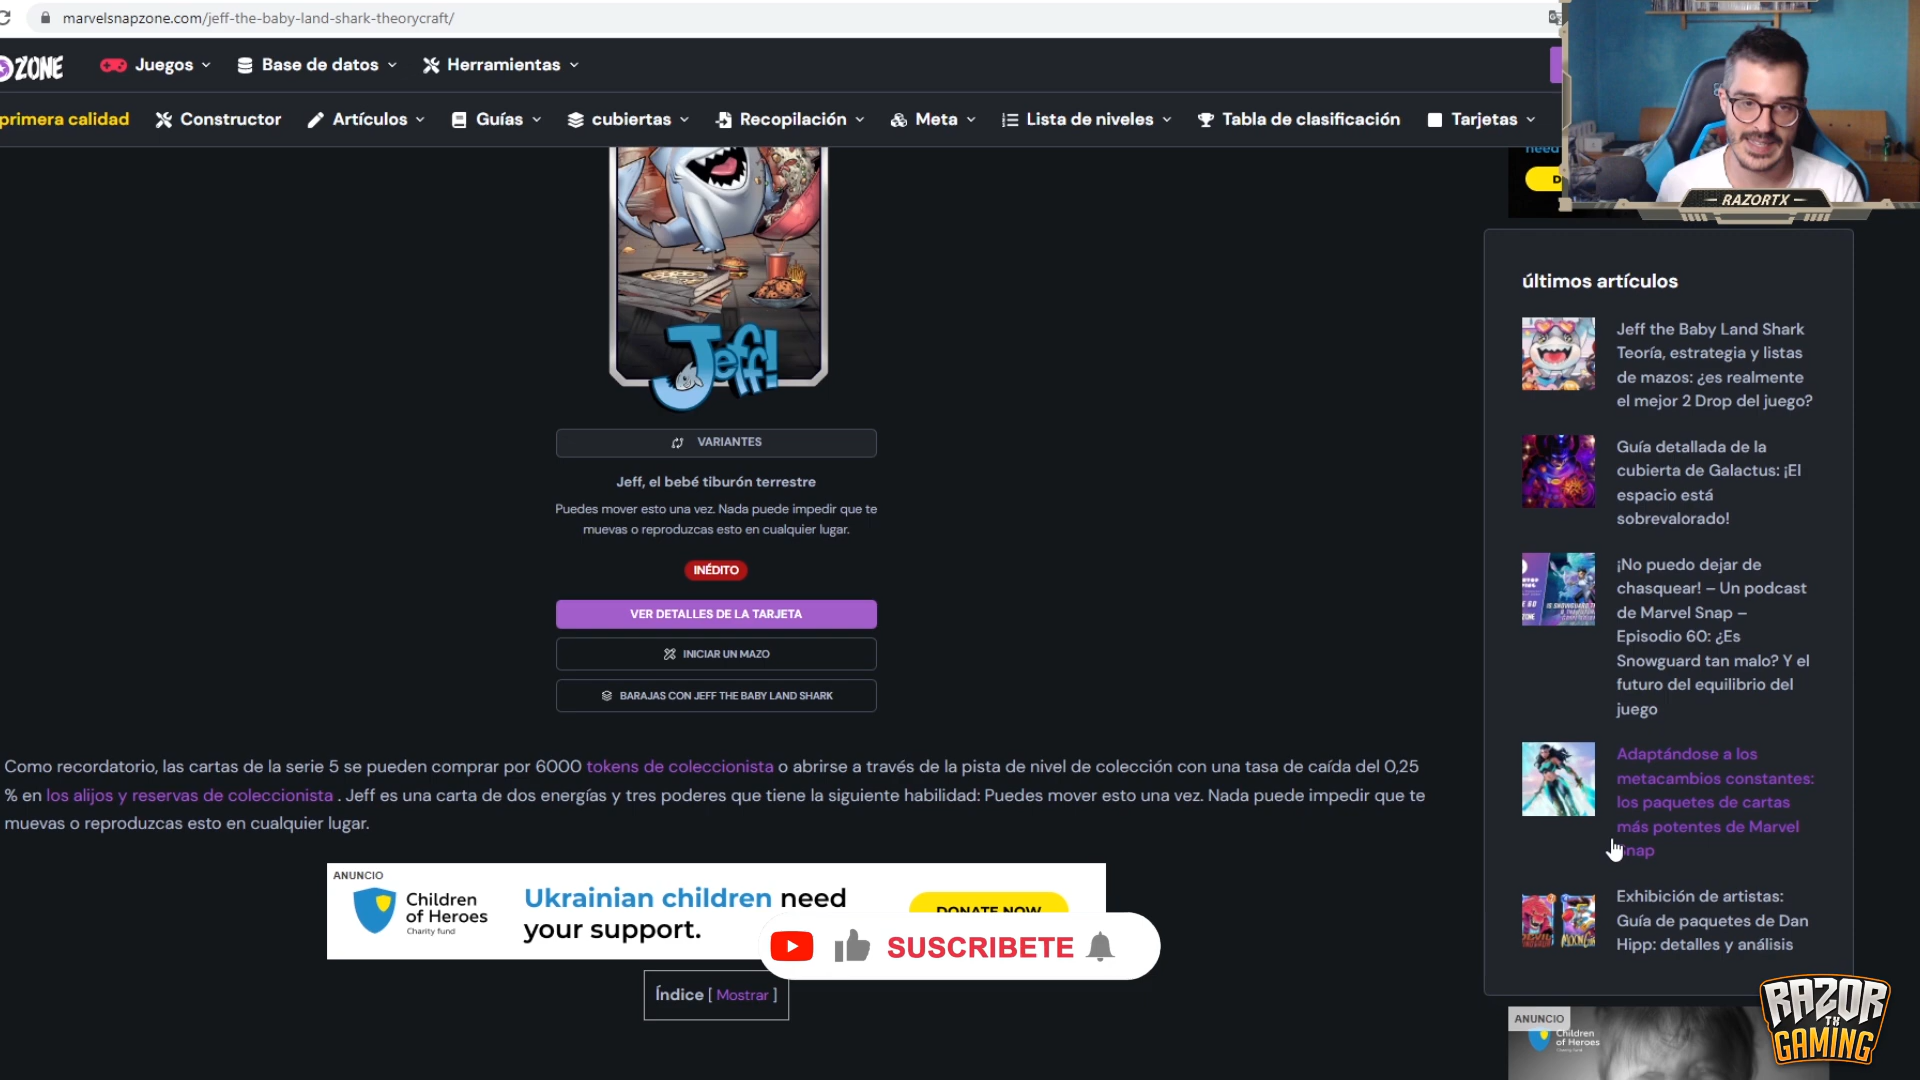 marvelsnapzone.com/jeff-the-baby-land-shark-theorycraft/
ZONE
Juegos
Base de datos
Herramientas
primera calidad
Constructor
Artículos
Guías
cubiertas
Recopilación
Meta
Lista de niveles
Tabla de clasificación
Tarjetas
need
RAZORTX
Jeff!
VARIANTES
Jeff, el bebé tiburón terrestre
Puedes mover esto una vez. Nada puede impedir que te
muevas o reproduzcas esto en cualquier lugar.
INÉDITO
VER DETALLES DE LA TARJETA
INICIAR UN MAZO
BARAJAS CON JEFF THE BABY LAND SHARK
Como recordatorio, las cartas de la serie 5 se pueden comprar por 6000 tokens de coleccionista o abrirse a través de la pista de nivel de colección con una tasa de caída del 0,25
% en los alijos y reservas de coleccionista . Jeff es una carta de dos energías y tres poderes que tiene la siguiente habilidad: Puedes mover esto una vez. Nada puede impedir que te
muevas o reproduzcas esto en cualquier lugar.
ANUNCIO
Children
of Heroes
Charity fund
Ukrainian children need
your support.
DONATE NOW
SUSCRIBETE
Índice [ Mostrar ]
últimos artículos
Jeff the Baby Land Shark
Teoría, estrategia y listas
de mazos: ¿es realmente
el mejor 2 Drop del juego?
Guía detallada de la
cubierta de Galactus: ¡El
espacio está
sobrevalorado!
¡No puedo dejar de
chasquear! – Un podcast
de Marvel Snap –
Episodio 60: ¿Es
Snowguard tan malo? Y el
futuro del equilibrio del
juego
Adaptándose a los
metacambios constantes:
los paquetes de cartas
más potentes de Marvel
Snap
Exhibición de artistas:
Guía de paquetes de Dan
Hipp: detalles y análisis
ANUNCIO
Children
of Heroes
RAZOR
TX
GAMING